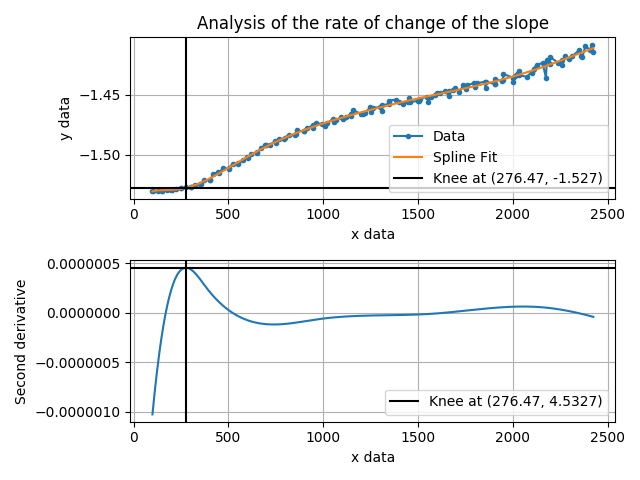 Analysis of the rate of change of the slope
y data
−1.45
−1.50
Data
Spline Fit
Knee at (276.47, -1.527)
0
500
1000
1500
2000
2500
x data
Second derivative
0.0000005
0.0000000
−0.0000005
−0.0000010
Knee at (276.47, 4.5327)
0
500
1000
1500
2000
2500
x data